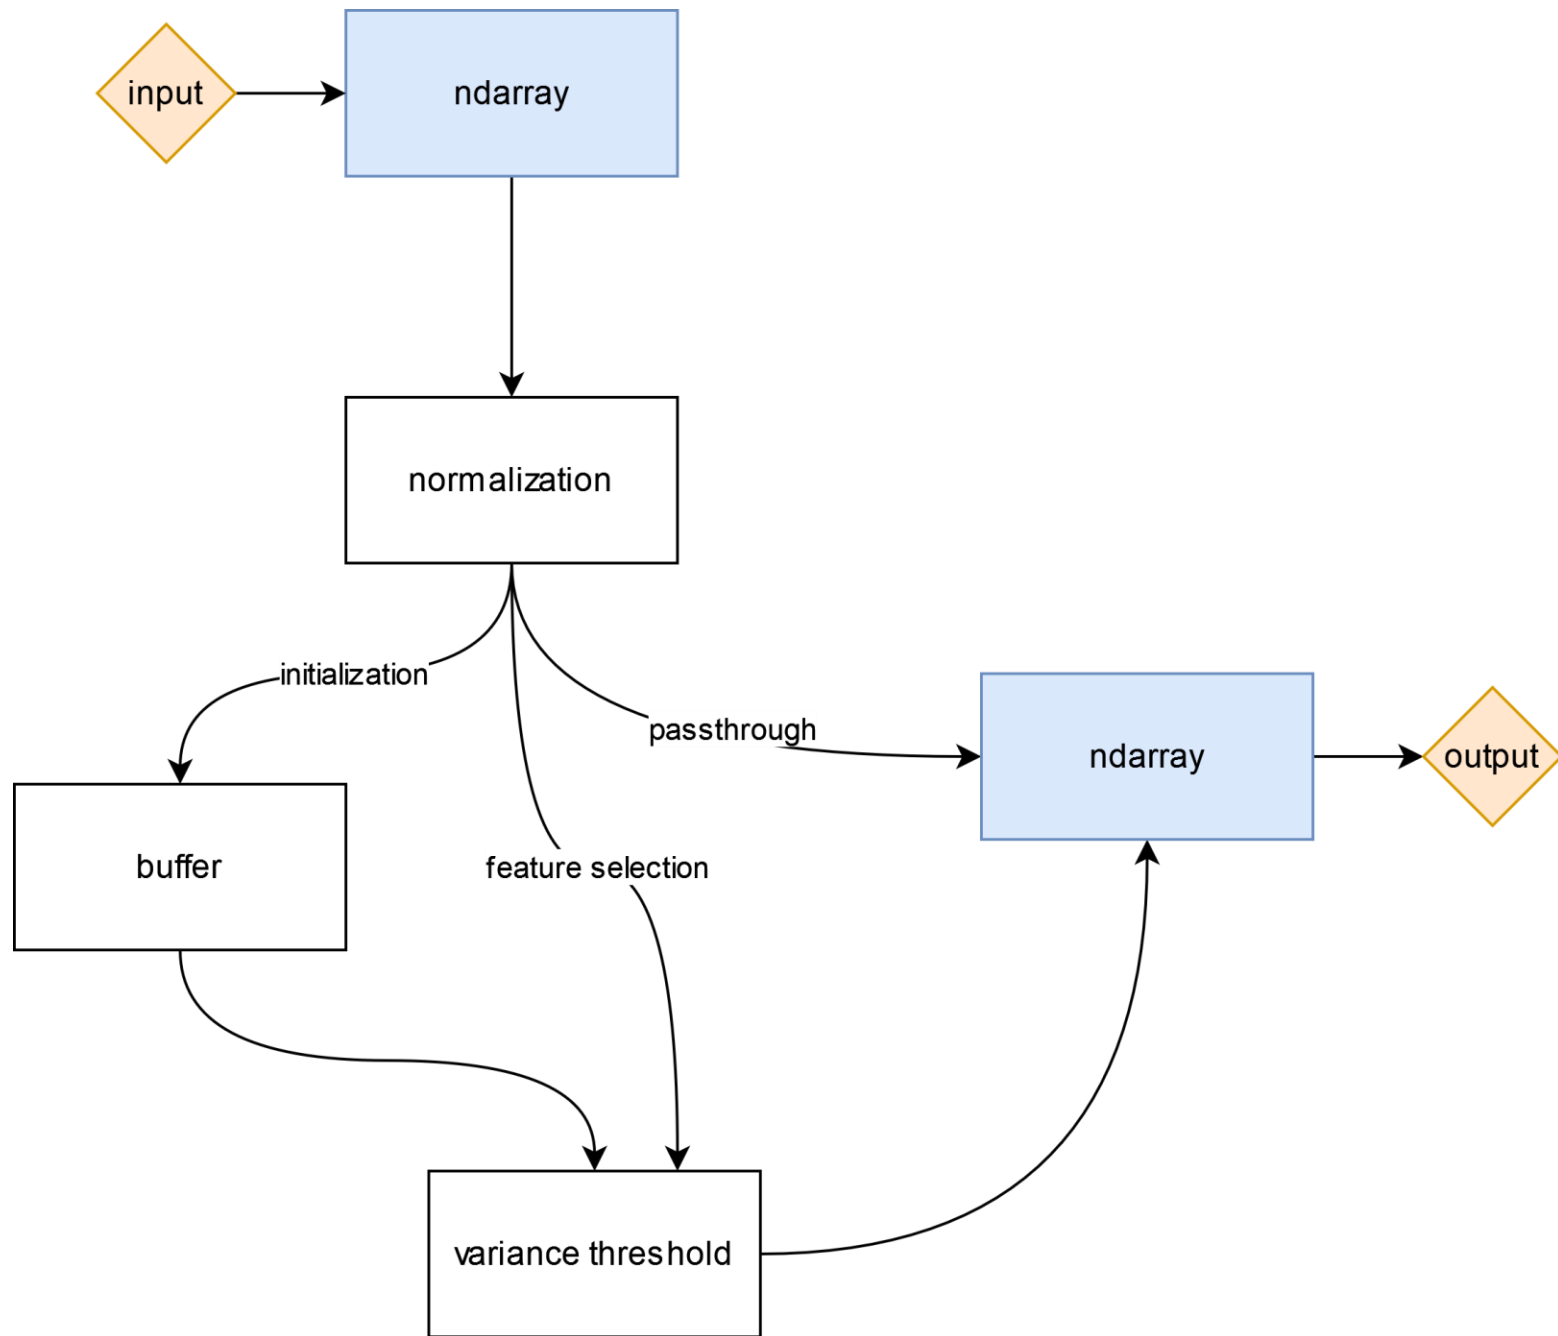 input
ndarray
normalization
initialization
passthrough
ndarray
output
buffer
feature selection
variance threshold